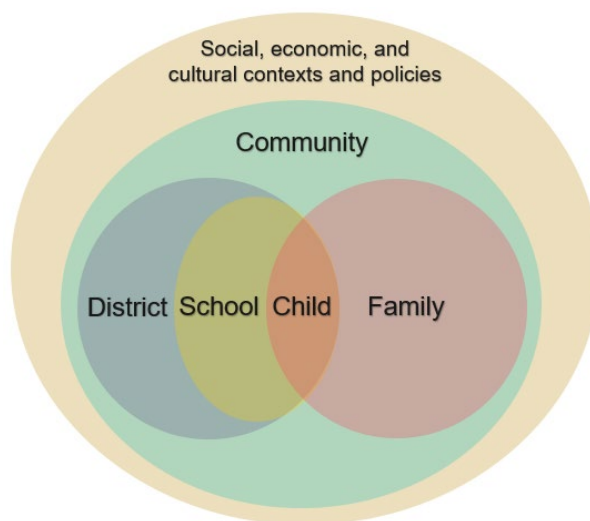 Social, economic, and
cultural contexts and policies
Community
District School Child Family